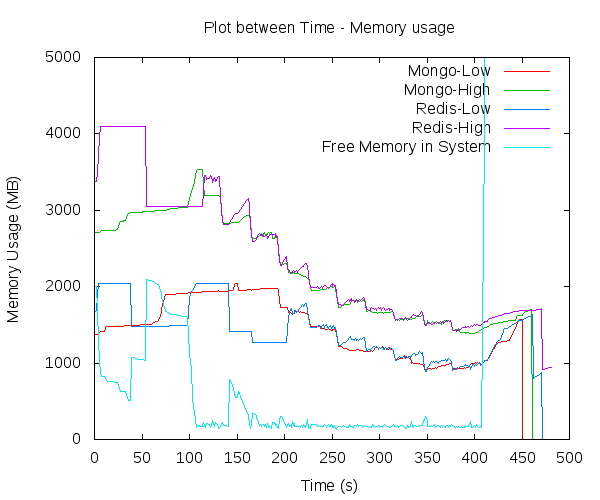 Plot between Time - Memory usage
5000
4000
3000
2000
1000
0
Memory Usage (MB)
Mongo-Low
Mongo-High
Redis-Low
Redis-High
Free Memory in System
0 50 100 150 200 250 300 350 400 450 500
Time (s)